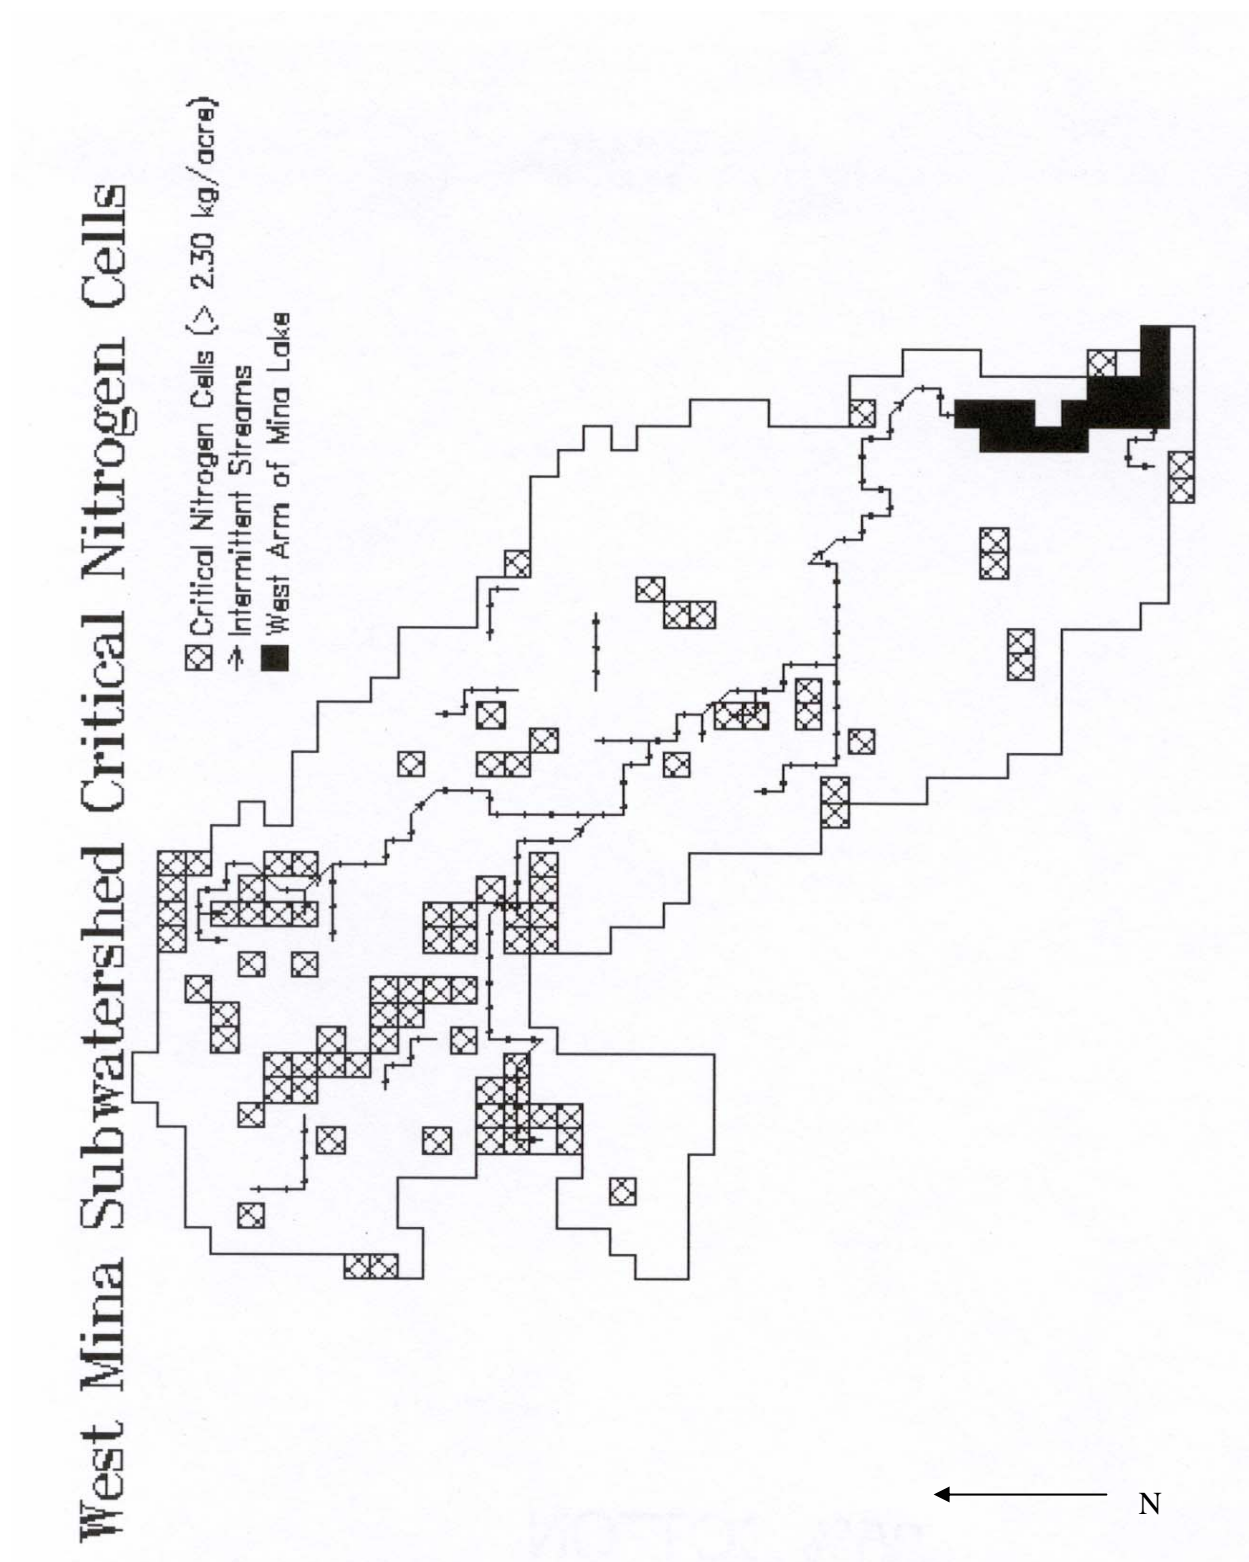 West Mina Subwatershed Critical Nitrogen Cells
Critical Nitrogen Cells (> 2.30 kg/acre)
Intermittent Streams
West Arm of Mina Lake
N